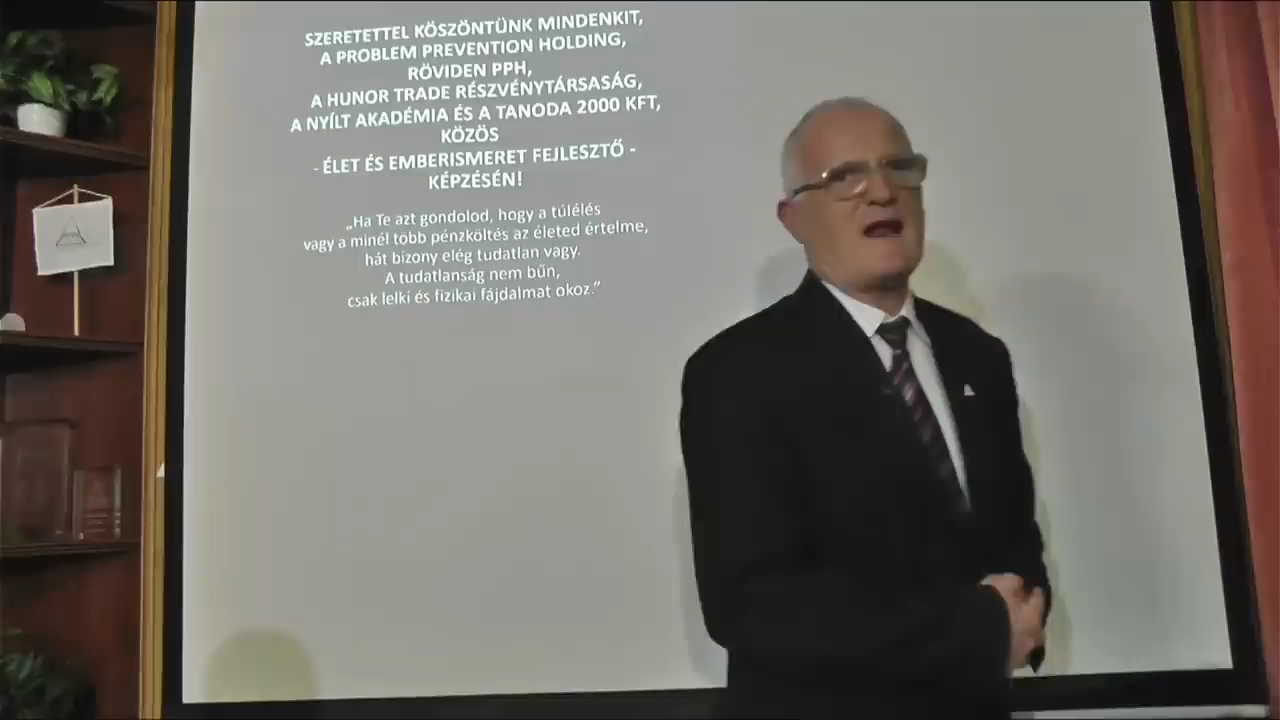 SZERETETTEL KÖSZÖNTÜNK MINDENKIT,
A PROBLEM PREVENTION HOLDING,
RÖVIDEN PPH,
A HUNOR TRADE RÉSZVÉNYTÁRSASÁG,
A NYÍLT AKADÉMIA ÉS A TANODA 2000 KFT,
KÖZÖS
- ÉLET ÉS EMBERISMERET FEJLESZTŐ -
KÉPZÉSÉN!
„Ha Te azt gondolod, hogy a túlélés
vagy a minél több pénzköltés az életed értelme,
hát bizony elég tudatlan vagy.
A tudatlanság nem bűn,
csak lelki és fizikai fájdalmat okoz.”